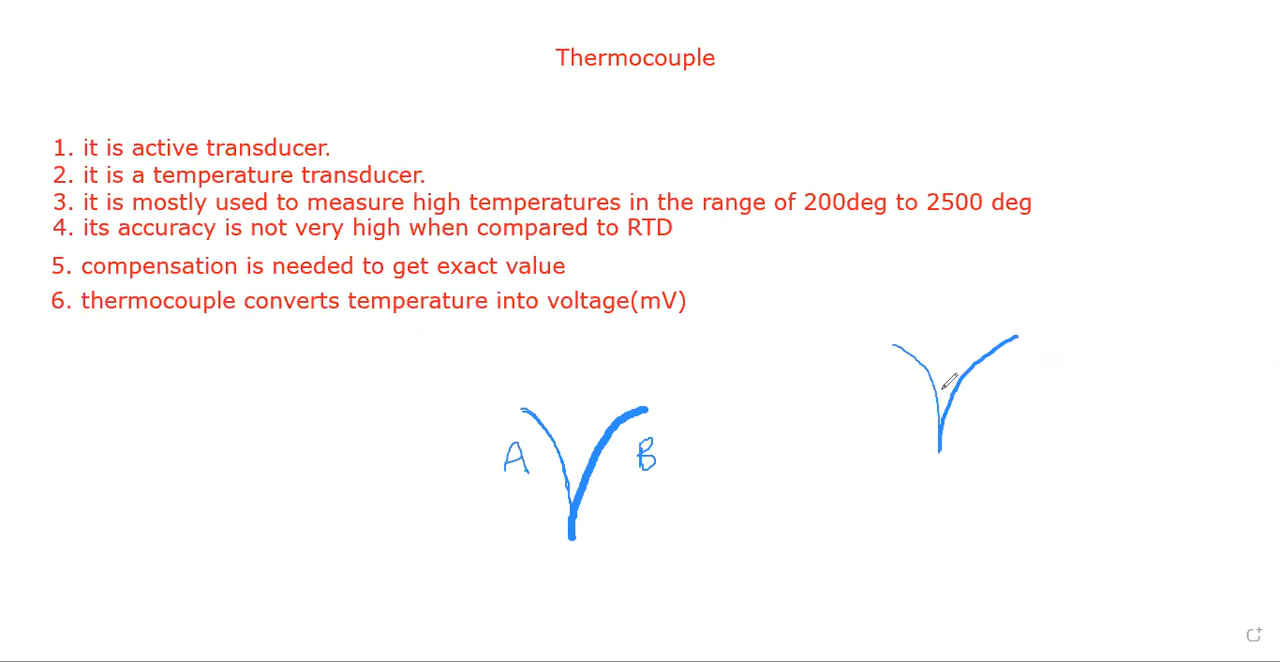 Thermocouple
1. it is active transducer.
2. it is a temperature transducer.
3. it is mostly used to measure high temperatures in the range of 200deg to 2500 deg
4. its accuracy is not very high when compared to RTD
5. compensation is needed to get exact value
6. thermocouple converts temperature into voltage(mV)
A B